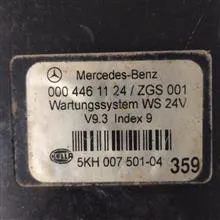 Mercedes-Benz
000 446 11 24 / ZGS 001
Wartungssystem WS 24V
V9.3 Index 9
HELLA
5KH 007 501-04
359